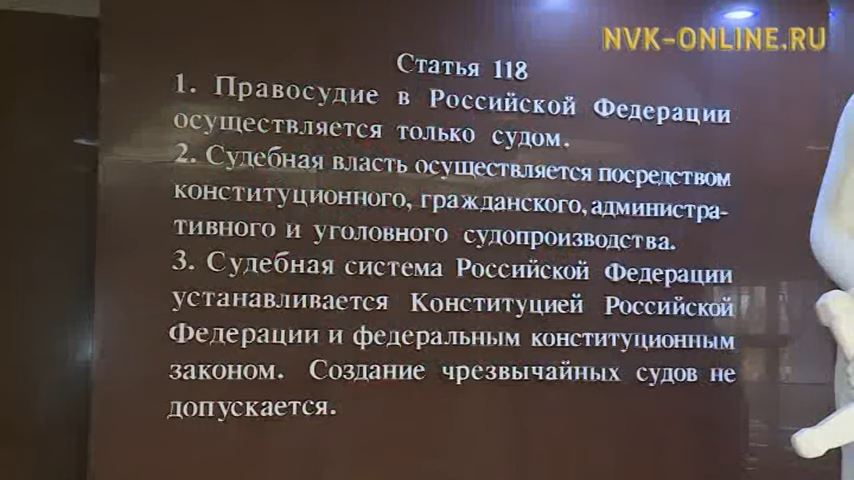 NVK-ONLINE.RU
Статья 118
1. Правосудие в Российской Федерации
осуществляется только судом.
2. Судебная власть осуществляется посредством
конституционного, гражданского, администра-
тивного и уголовного судопроизводства.
3. Судебная система Российской Федерации
устанавливается Конституцией Российской
Федерации и федеральным конституционным
законом. Создание чрезвычайных судов не
допускается.